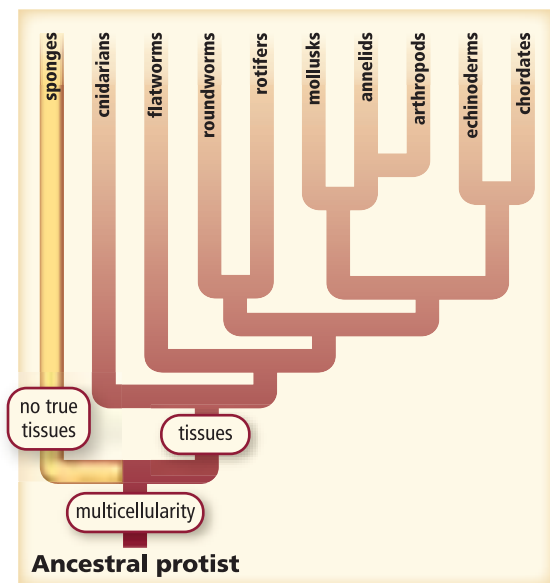 sponges
cnidarians
flatworms
roundworms
rotifers
mollusks
annelids
arthropods
echinoderms
chordates
no true
tissues
tissues
multicellularity
Ancestral protist